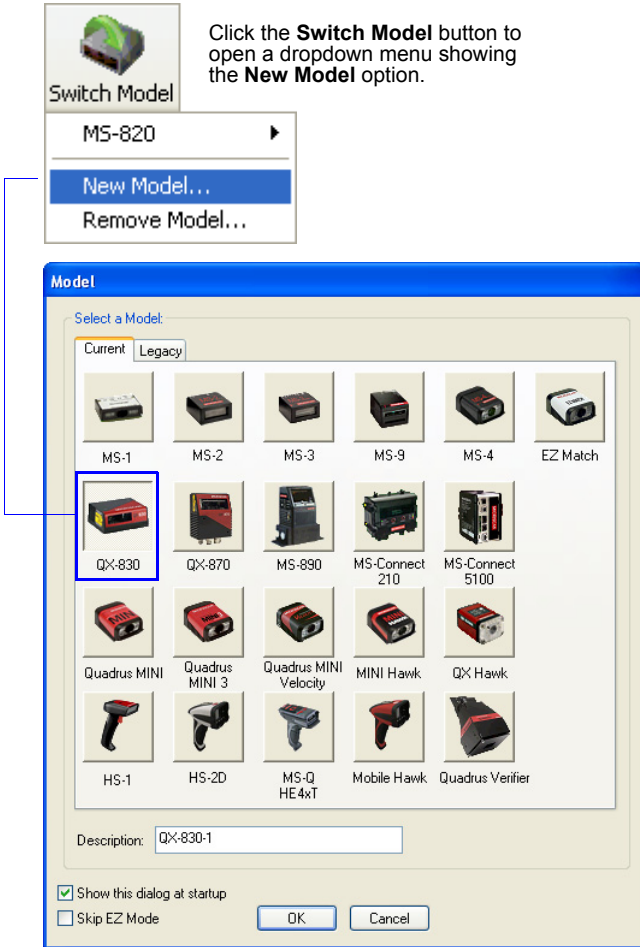 Click the Switch Model button to
open a dropdown menu showing
the New Model option.
Switch Model
MS-820
New Model...
Remove Model...
Model
Select a Model:
Current Legacy
MS-1 MS-2 MS-3 MS-9 MS-4 EZ Match
QX-830 QX-870 MS-890 MS-Connect 210 MS-Connect 5100
Quadrus MINI Quadrus MINI 3 Quadrus MINI Velocity MINI Hawk QX Hawk
HS-1 HS-2D MS-Q HE4xT Mobile Hawk Quadrus Verifier
Description: QX-830-1
Show this dialog at startup
Skip EZ Mode OK Cancel